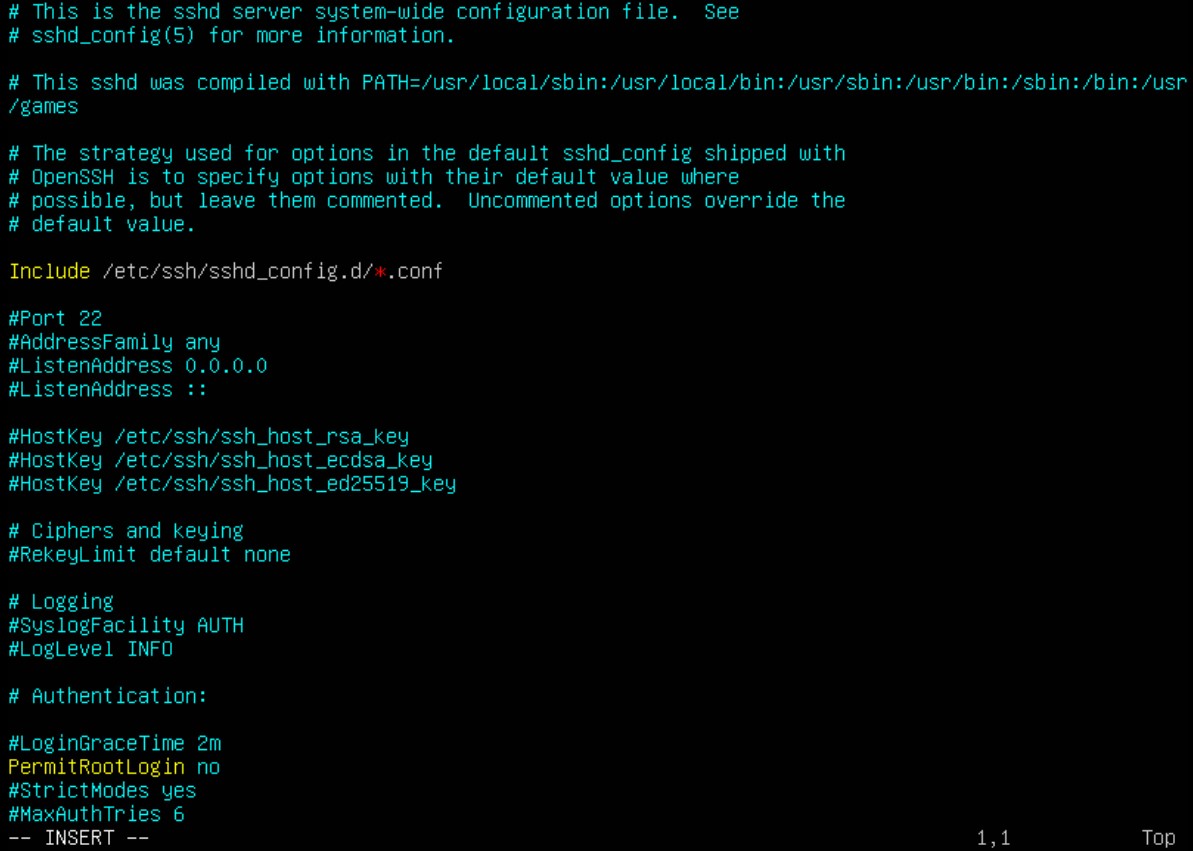 # This is the sshd server system-wide configuration file.  See
# sshd_config(5) for more information.
# This sshd was compiled with PATH=/usr/local/sbin:/usr/local/bin:/usr/sbin:/usr/bin:/sbin:/bin:/usr
/games
# The strategy used for options in the default sshd_config shipped with
# OpenSSH is to specify options with their default value where
# possible, but leave them commented.  Uncommented options override the
# default value.
Include /etc/ssh/sshd_config.d/*.conf
#Port 22
#AddressFamily any
#ListenAddress 0.0.0.0
#ListenAddress ::
#HostKey /etc/ssh/ssh_host_rsa_key
#HostKey /etc/ssh/ssh_host_ecdsa_key
#HostKey /etc/ssh/ssh_host_ed25519_key
# Ciphers and keying
#RekeyLimit default none
# Logging
#SyslogFacility AUTH
#LogLevel INFO
# Authentication:
#LoginGraceTime 2m
PermitRootLogin no
#StrictModes yes
#MaxAuthTries 6
-- INSERT -- 1,1 Top